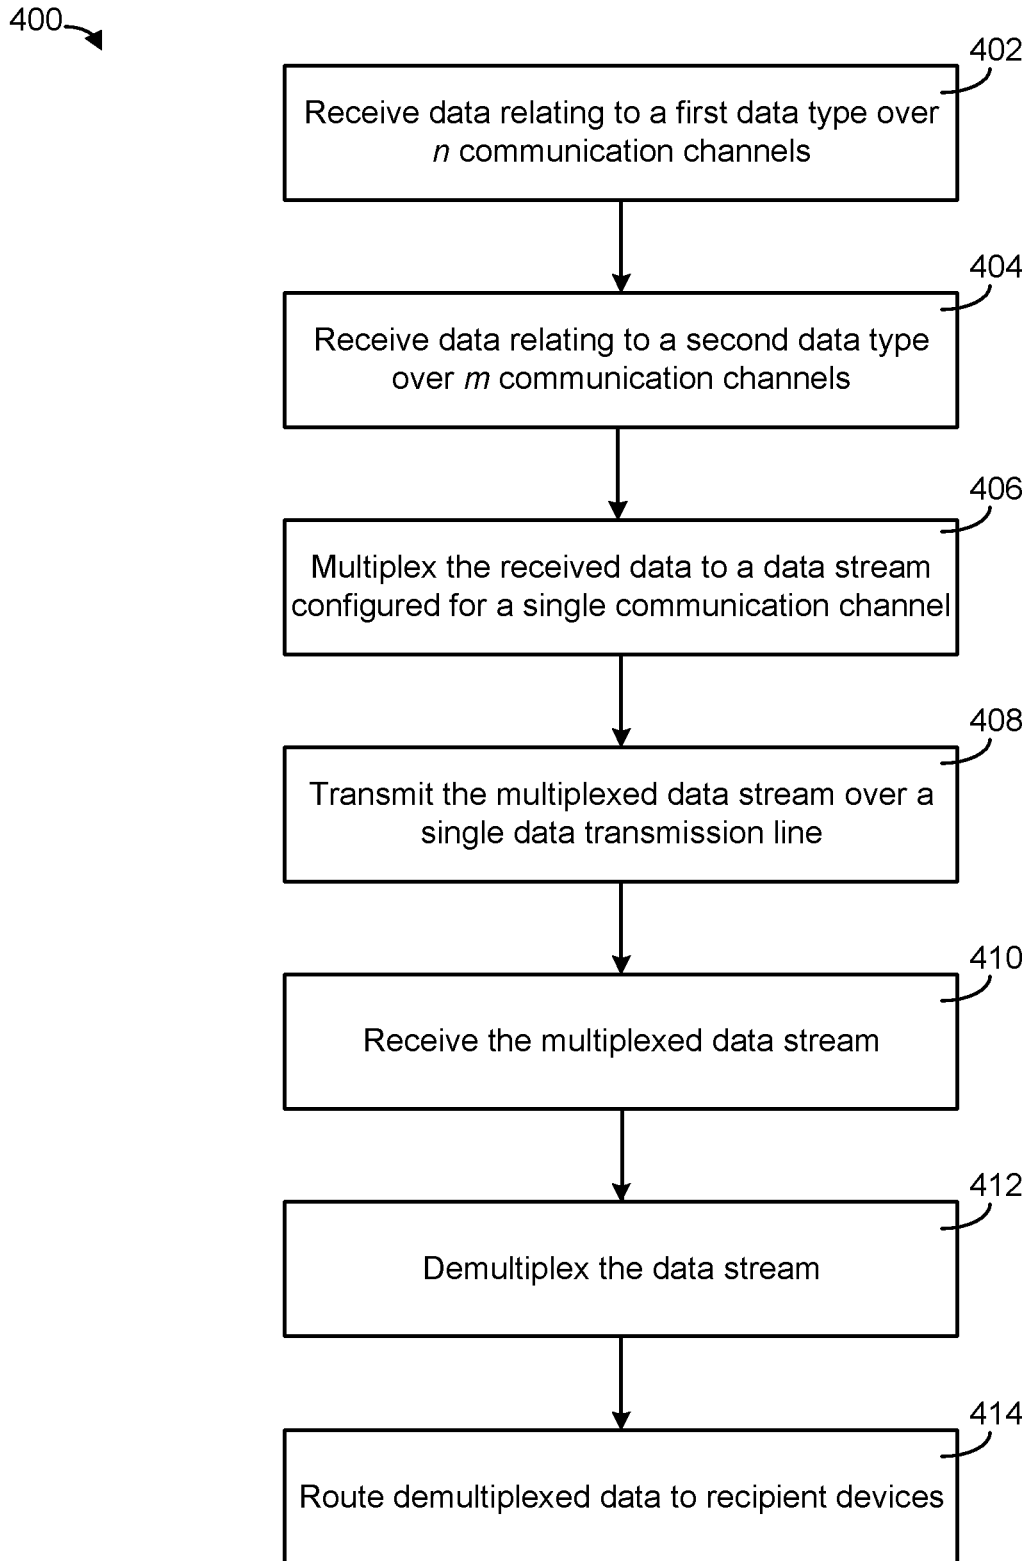 400
402
Receive data relating to a first data type over
n communication channels
404
Receive data relating to a second data type
over m communication channels
406
Multiplex the received data to a data stream
configured for a single communication channel
408
Transmit the multiplexed data stream over a
single data transmission line
410
Receive the multiplexed data stream
412
Demultiplex the data stream
414
Route demultiplexed data to recipient devices